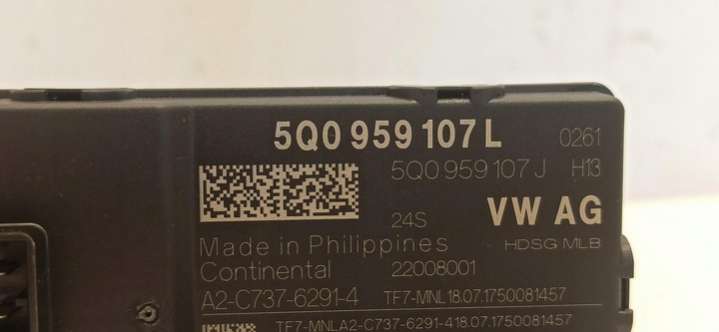 5Q0 959 107 L 0261
5Q0 959 107 J H13
24S VW AG
Made in Philippines HDSG MLB
Continental 22008001
A2-C737-6291-4 TF7-MNL18.07.1750081457
TF7-MNLA2-C737-6291-418.07.1750081457